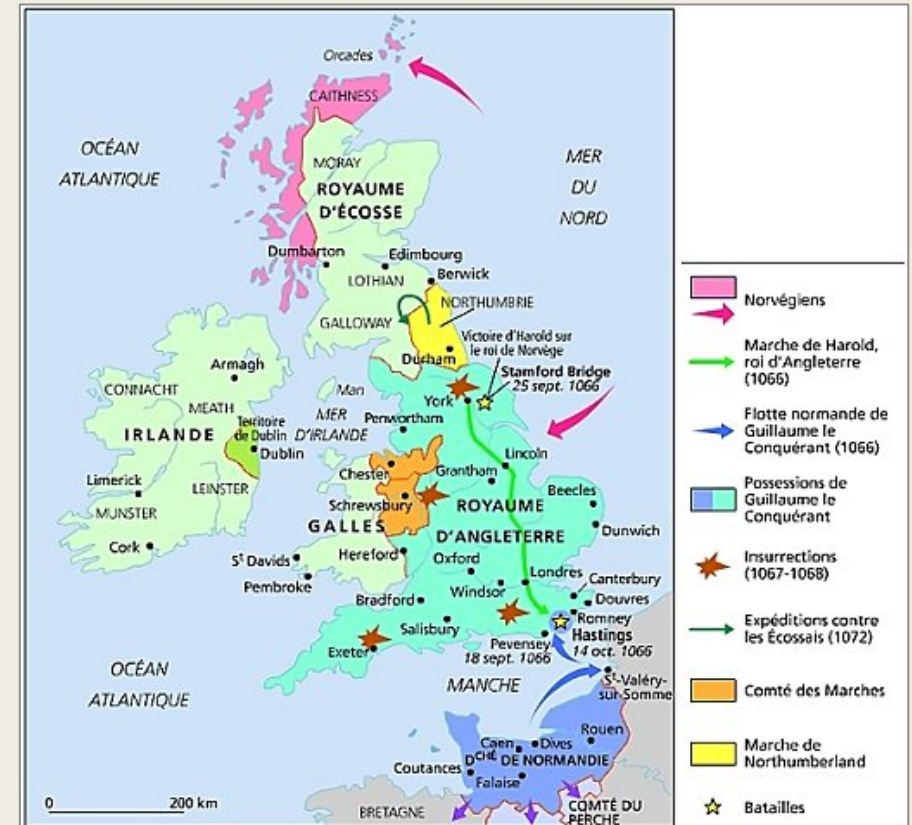 Orcades
CAITHNESS
OCÉAN
ATLANTIQUE
MORAY
MER
DU
NORD
ROYAUME
D'ÉCOSSE
Dumbarton
Edimbourg
LOTHIAN
Berwick
NORTHUMBRIE
GALLOWAY
Victoire d'Harold sur
le roi de Norvège
Durham
Stamford Bridge
25 sept. 1066
Armagh
Man
York
CONNACHT
MEATH
MER
D'IRLANDE
Penwortham
Territoire
de Dublin
IRLANDE
Dublin
Lincoln
Chester
Grantham
Limerick
LEINSTER
Schrewsbury
Beecles
MUNSTER
ROYAUME
D'ANGLETERRE
GALLES
Dunwich
Cork
St Davids
Hereford
Oxford
Pembroke
Londres
Canterbury
Windsor
Bradford
Douvres
Romney
Salisbury
Hastings
14 oct. 1066
Exeter
Pevensey
18 sept. 1066
OCÉAN
ATLANTIQUE
MANCHE
St-Valéry-
sur-Somme
Rouen
Caen
Dives
DCHÉ DE NORMANDIE
Coutances
Falaise
0 200 km
BRETAGNE
COMTÉ DU
PERCHE
Norvégiens
Marche de Harold,
roi d'Angleterre
(1066)
Flotte normande de
Guillaume le
Conquérant (1066)
Possessions de
Guillaume le
Conquérant
Insurrections
(1067-1068)
Expéditions contre
les Écossais (1072)
Comté des Marches
Marche de
Northumberland
Batailles